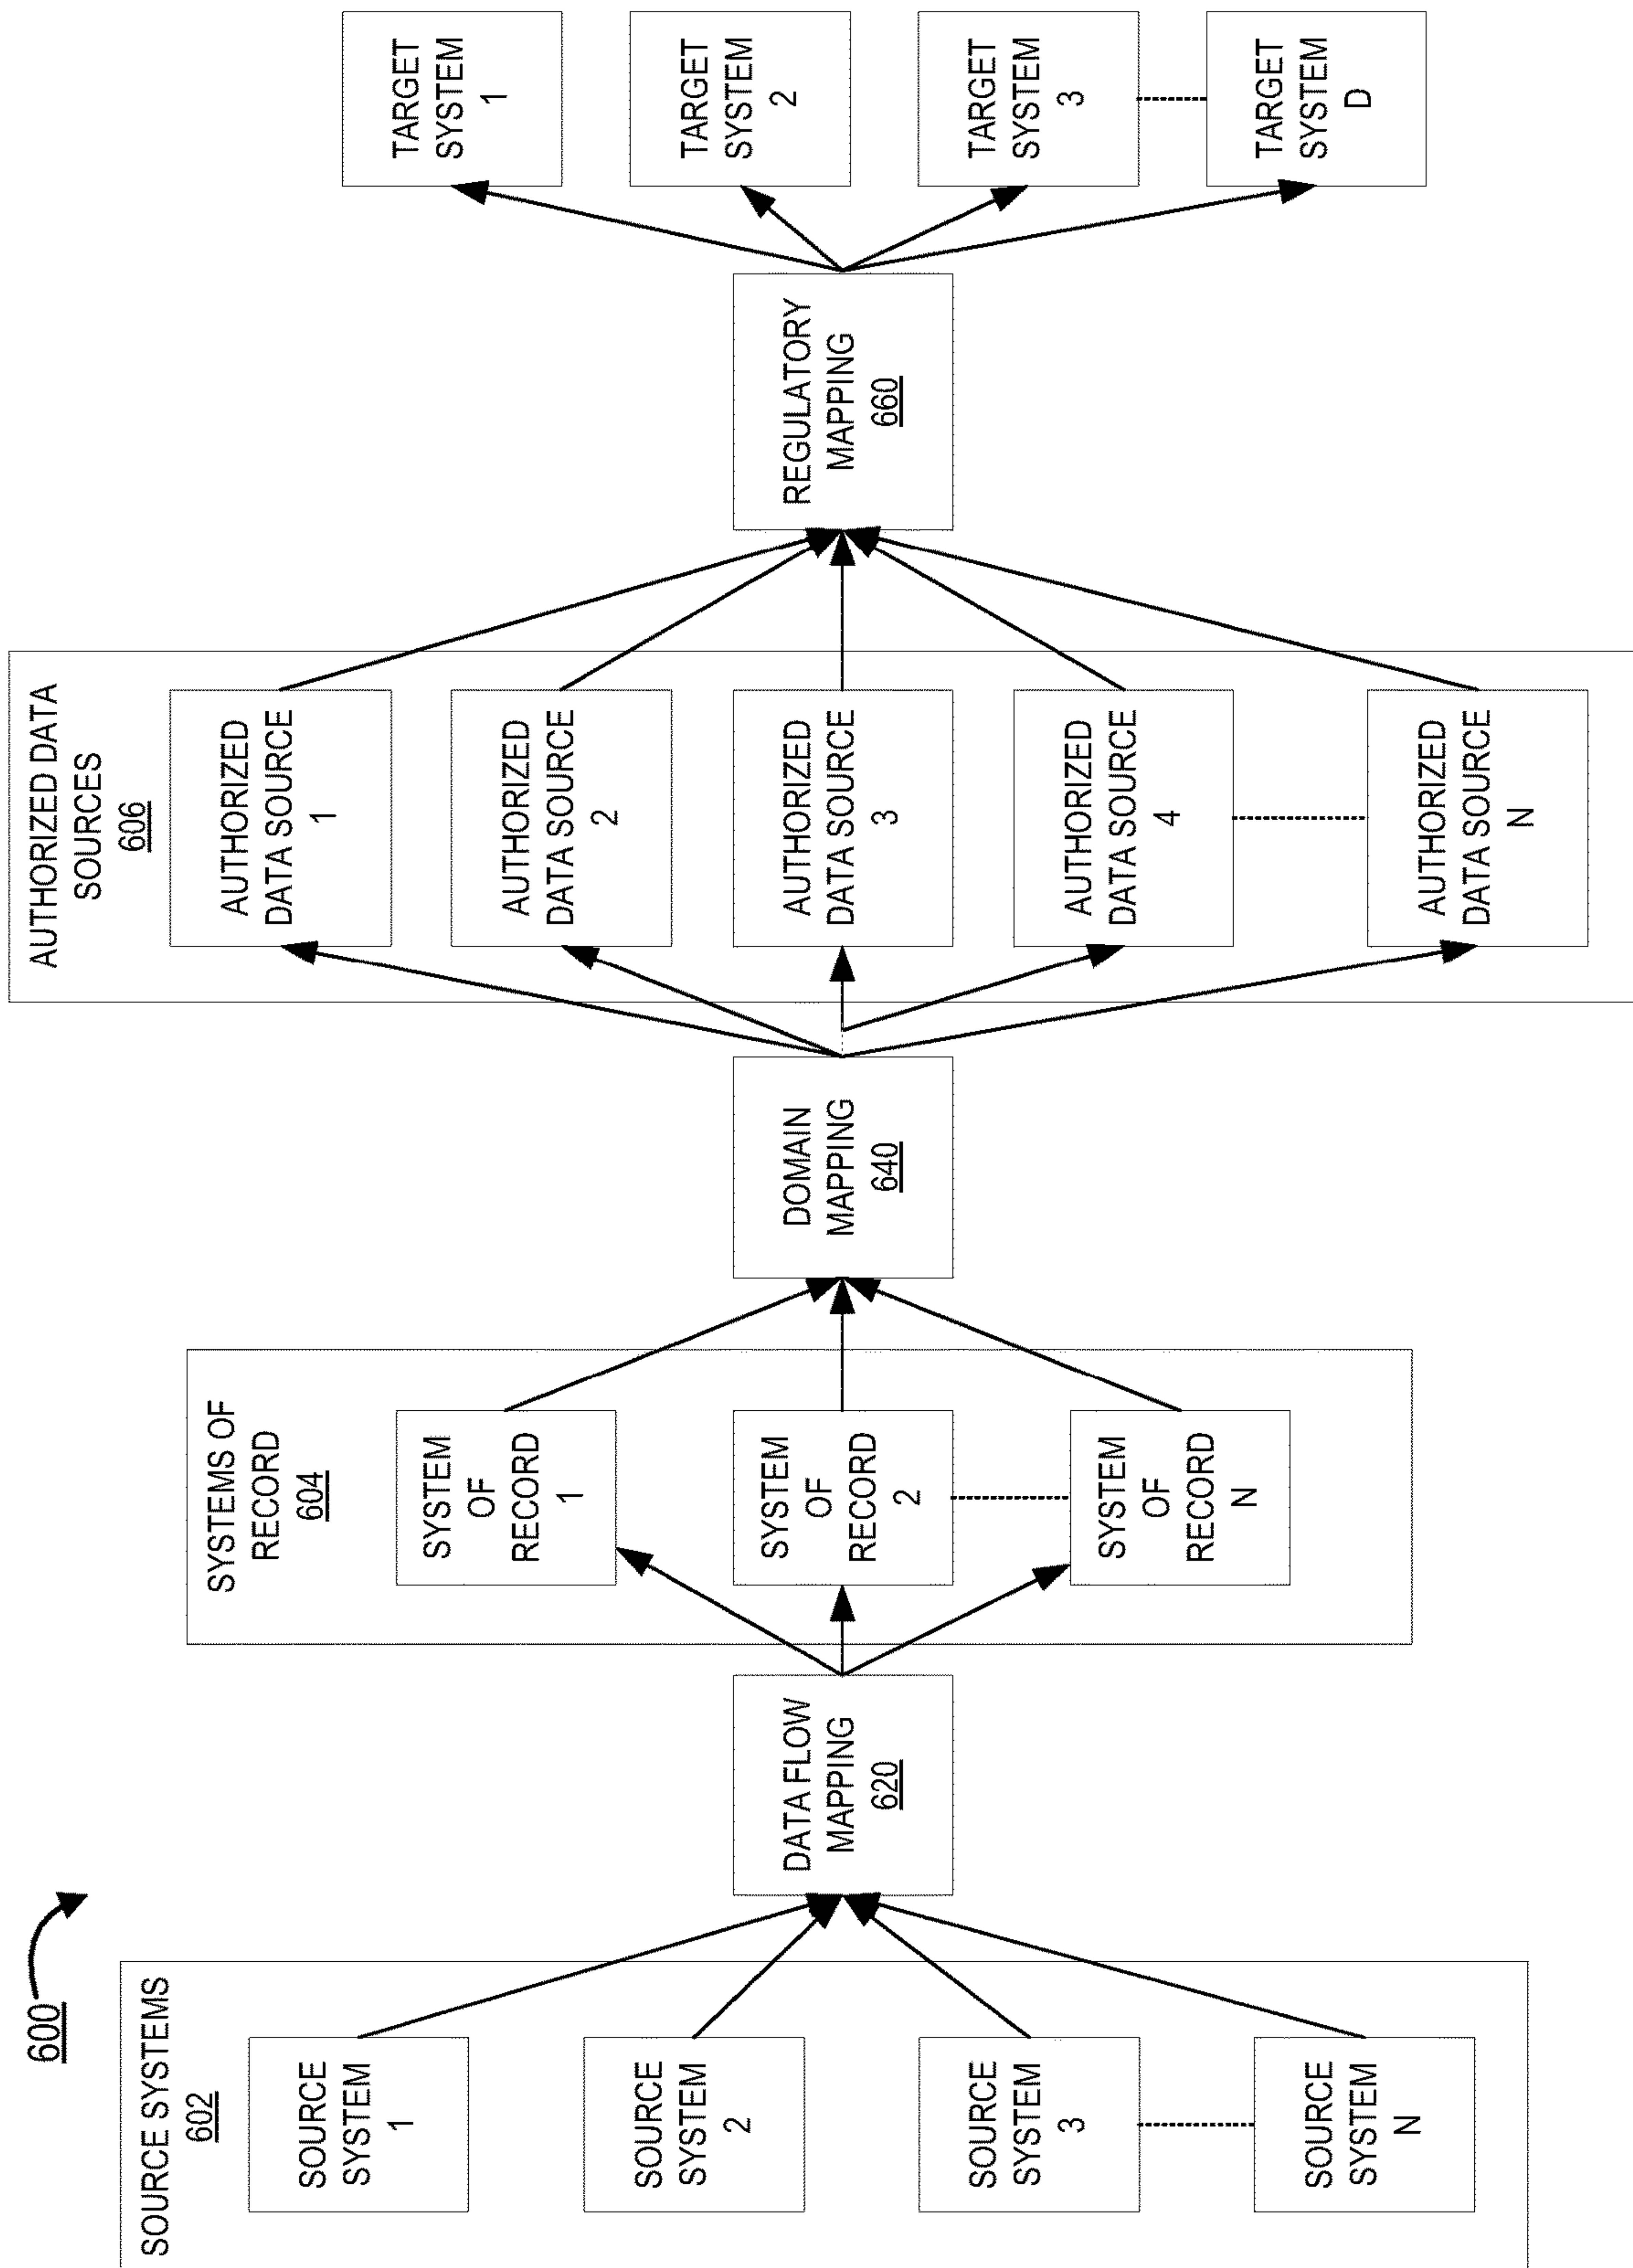 600
SOURCE SYSTEMS
602
SOURCE
SYSTEM
1
SOURCE
SYSTEM
2
SOURCE
SYSTEM
3
SOURCE
SYSTEM
N
DATA FLOW
MAPPING
620
SYSTEMS OF
RECORD
604
SYSTEM
OF
RECORD
1
SYSTEM
OF
RECORD
2
SYSTEM
OF
RECORD
N
DOMAIN
MAPPING
640
AUTHORIZED DATA
SOURCES
606
AUTHORIZED
DATA SOURCE
1
AUTHORIZED
DATA SOURCE
2
AUTHORIZED
DATA SOURCE
3
AUTHORIZED
DATA SOURCE
4
AUTHORIZED
DATA SOURCE
N
REGULATORY
MAPPING
660
TARGET
SYSTEM
1
TARGET
SYSTEM
2
TARGET
SYSTEM
3
TARGET
SYSTEM
D